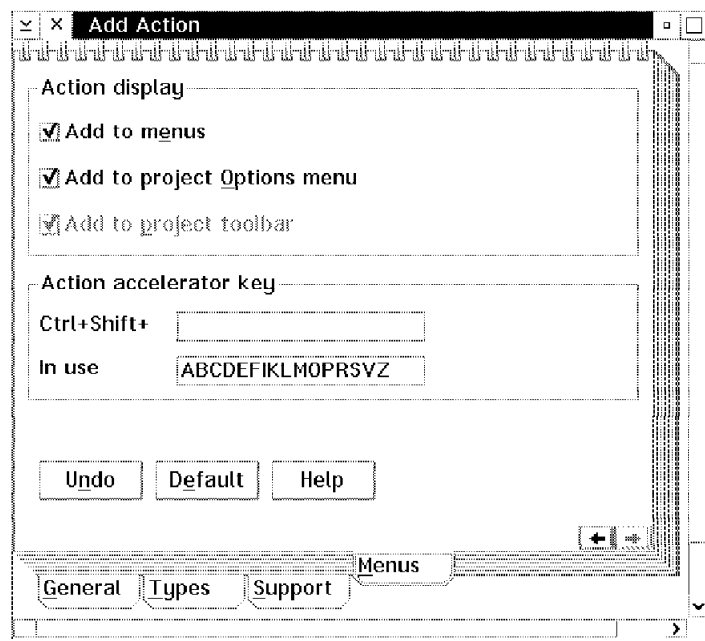 Add Action
Action display
Add to menus
Add to project Options menu
Add to project toolbar
Action accelerator key
Ctrl+Shift+
In use
ABCDEFIKLMOPRSVZ
Undo
Default
Help
Menus
General
Types
Support